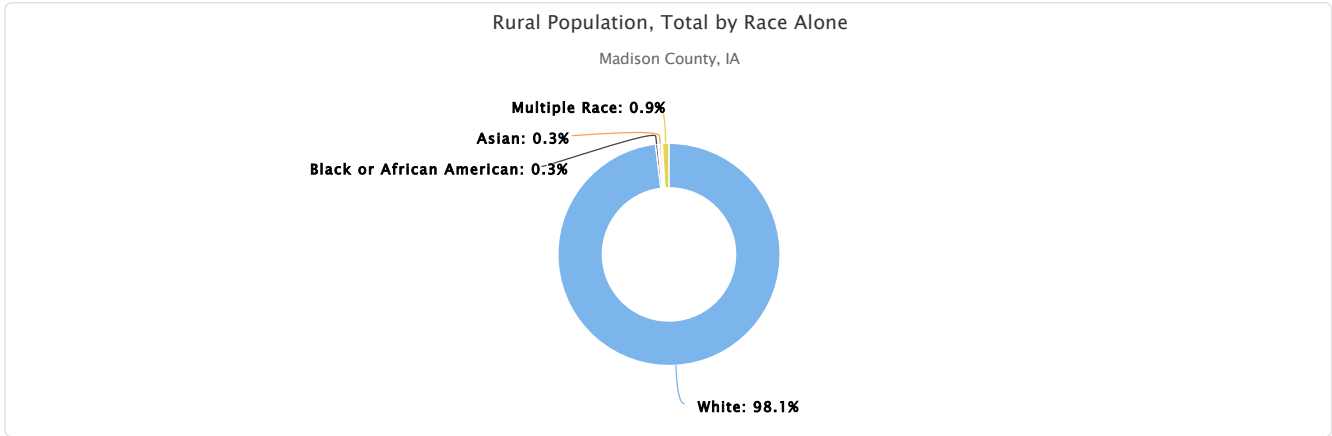 Rural Population, Total by Race Alone
Madison County, IA
Multiple Race: 0.9%
Asian: 0.3%
Black or African American: 0.3%
White: 98.1%